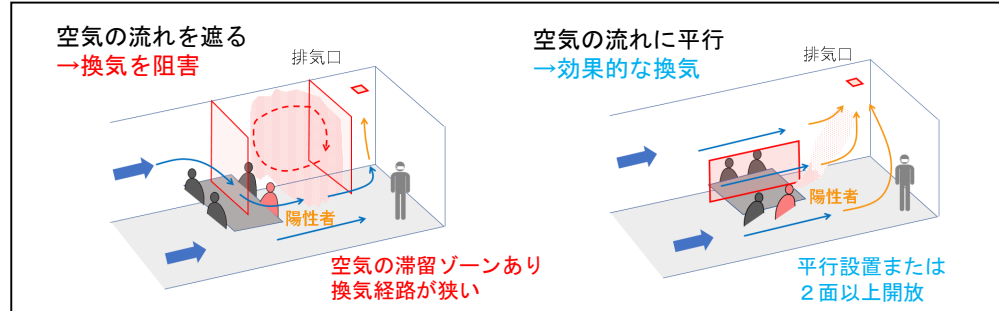 空気の流れを遮る
→換気を阻害
排気口
陽性者
空気の滞留ゾーンあり
換気経路が狭い
空気の流れに平行
→効果的な換気
排気口
陽性者
平行設置または
２面以上開放